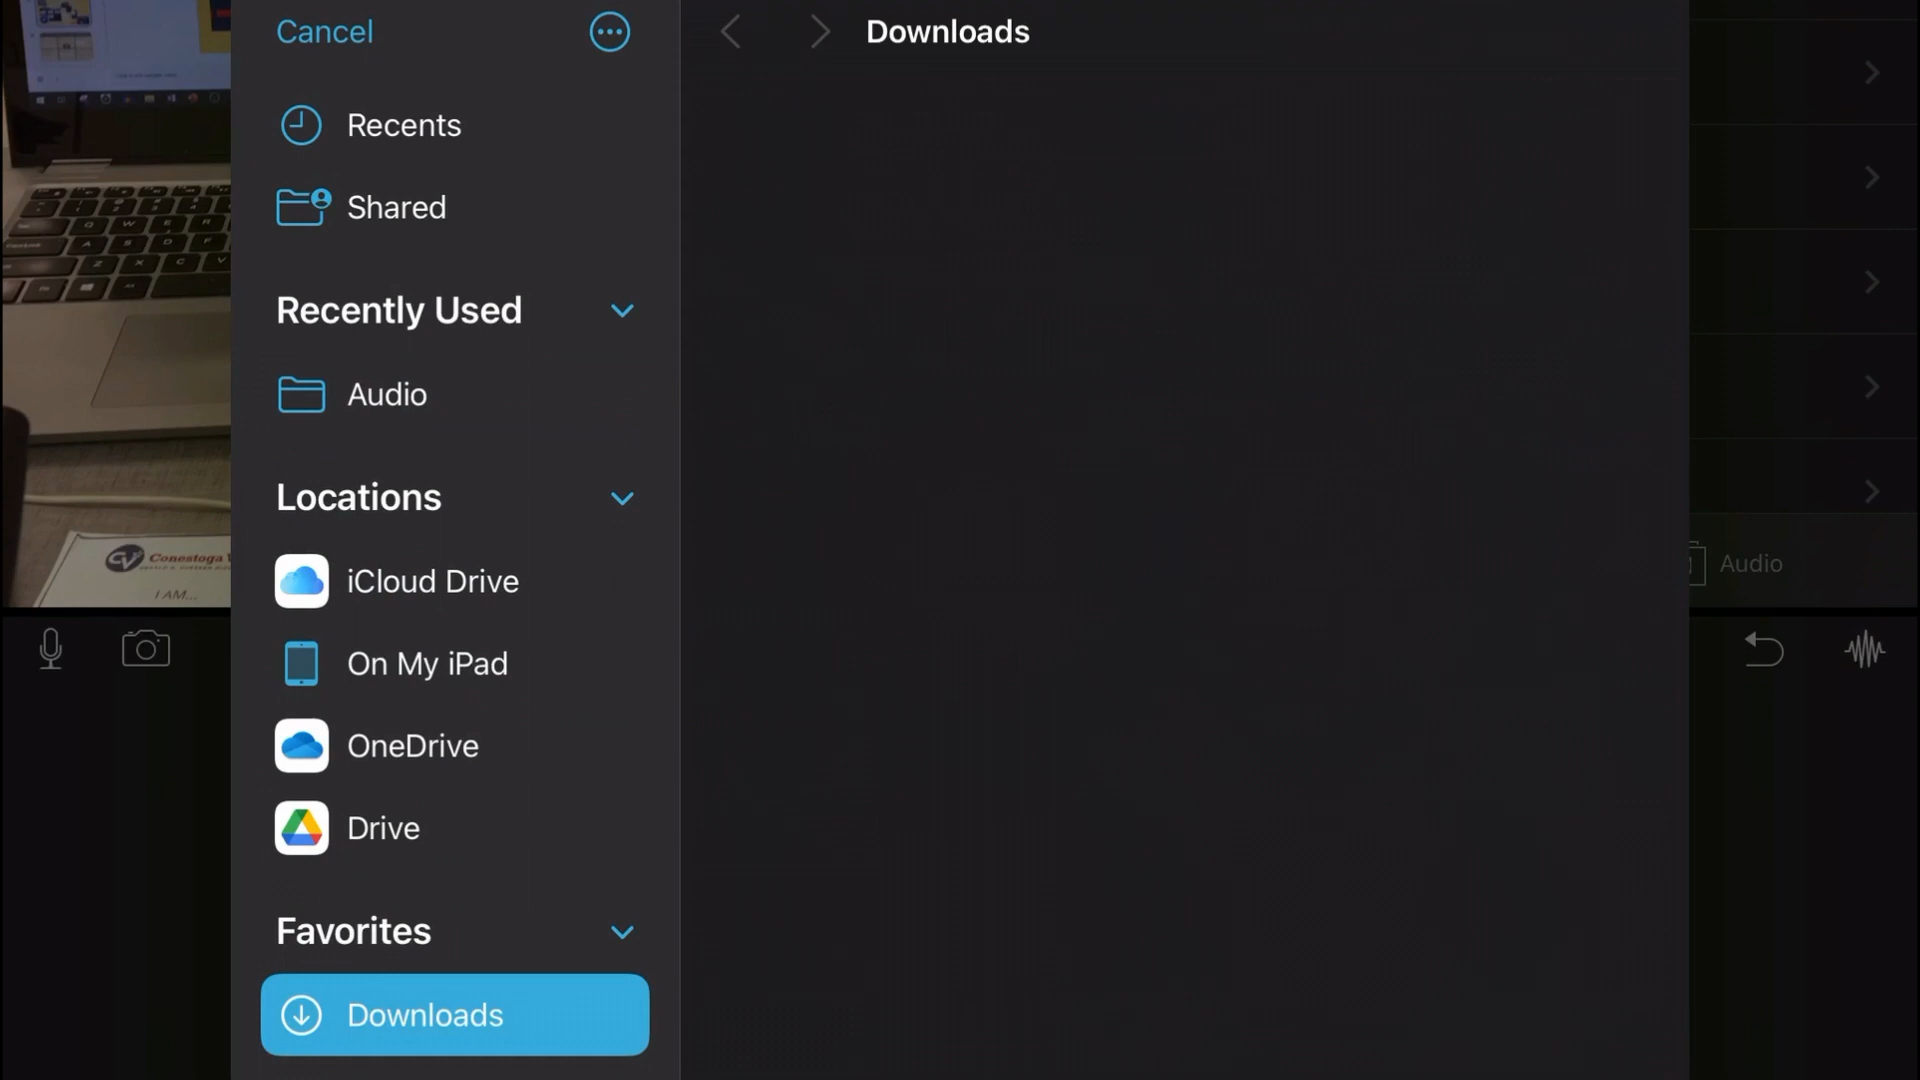 Cancel
Downloads
Recents
Shared
Recently Used
Audio
Locations
iCloud Drive
On My iPad
OneDrive
Drive
Favorites
Downloads
Audio
CV Conestoga
I AM...